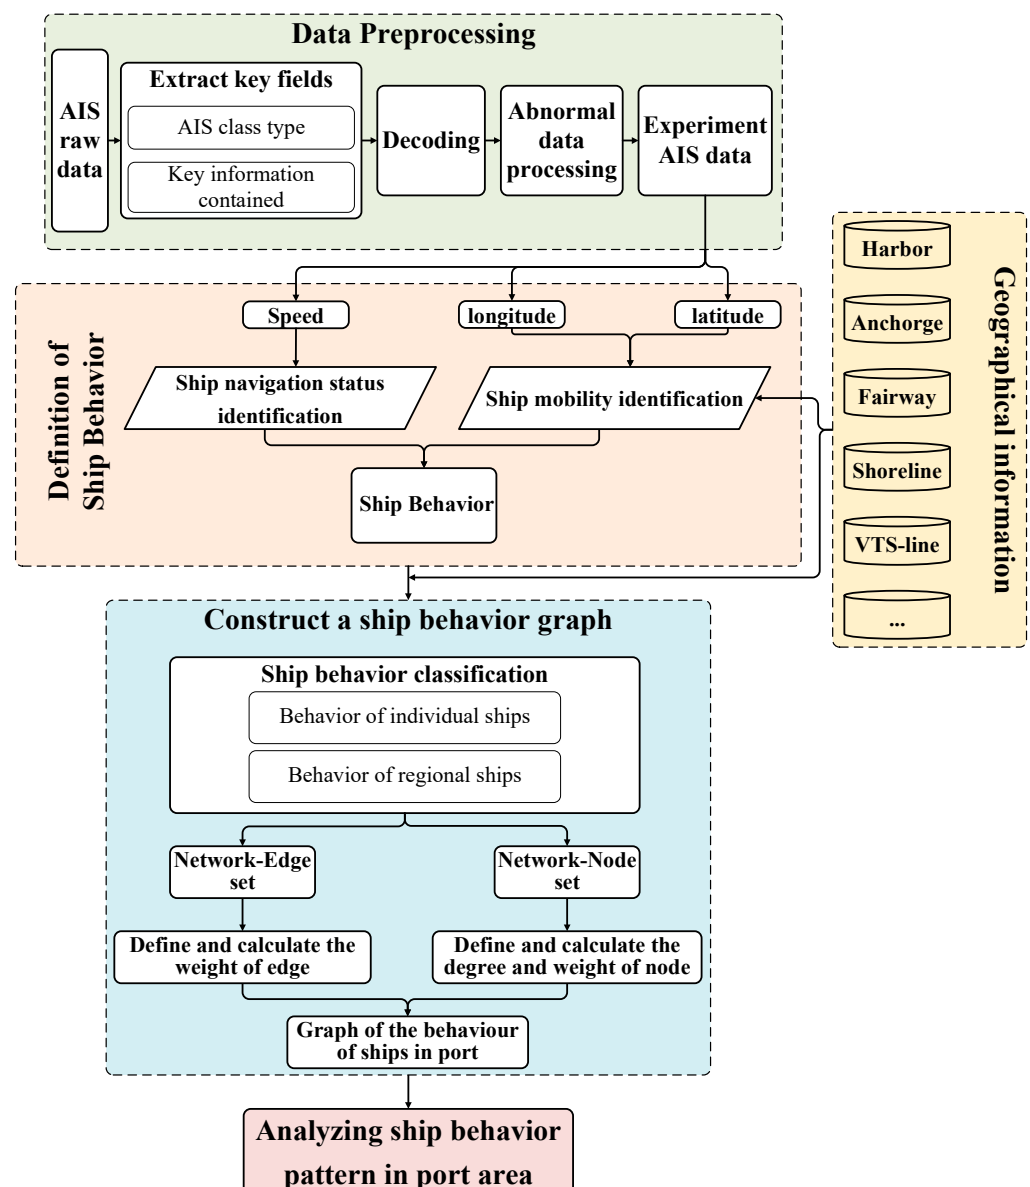 Data Preprocessing
AIS
raw
data
Extract key fields
AIS class type
Key information
contained
Decoding
Abnormal
data
processing
Experiment
AIS data
Definition of
Ship Behavior
Speed
longitude
latitude
Ship navigation status
identification
Ship mobility identification
Ship Behavior
Geographical information
Harbor
Anchorge
Fairway
Shoreline
VTS-line
...
Construct a ship behavior graph
Ship behavior classification
Behavior of individual ships
Behavior of regional ships
Network-Edge
set
Network-Node
set
Define and calculate the
weight of edge
Define and calculate the
degree and weight of node
Graph of the behaviour
of ships in port
Analyzing ship behavior
pattern in port area